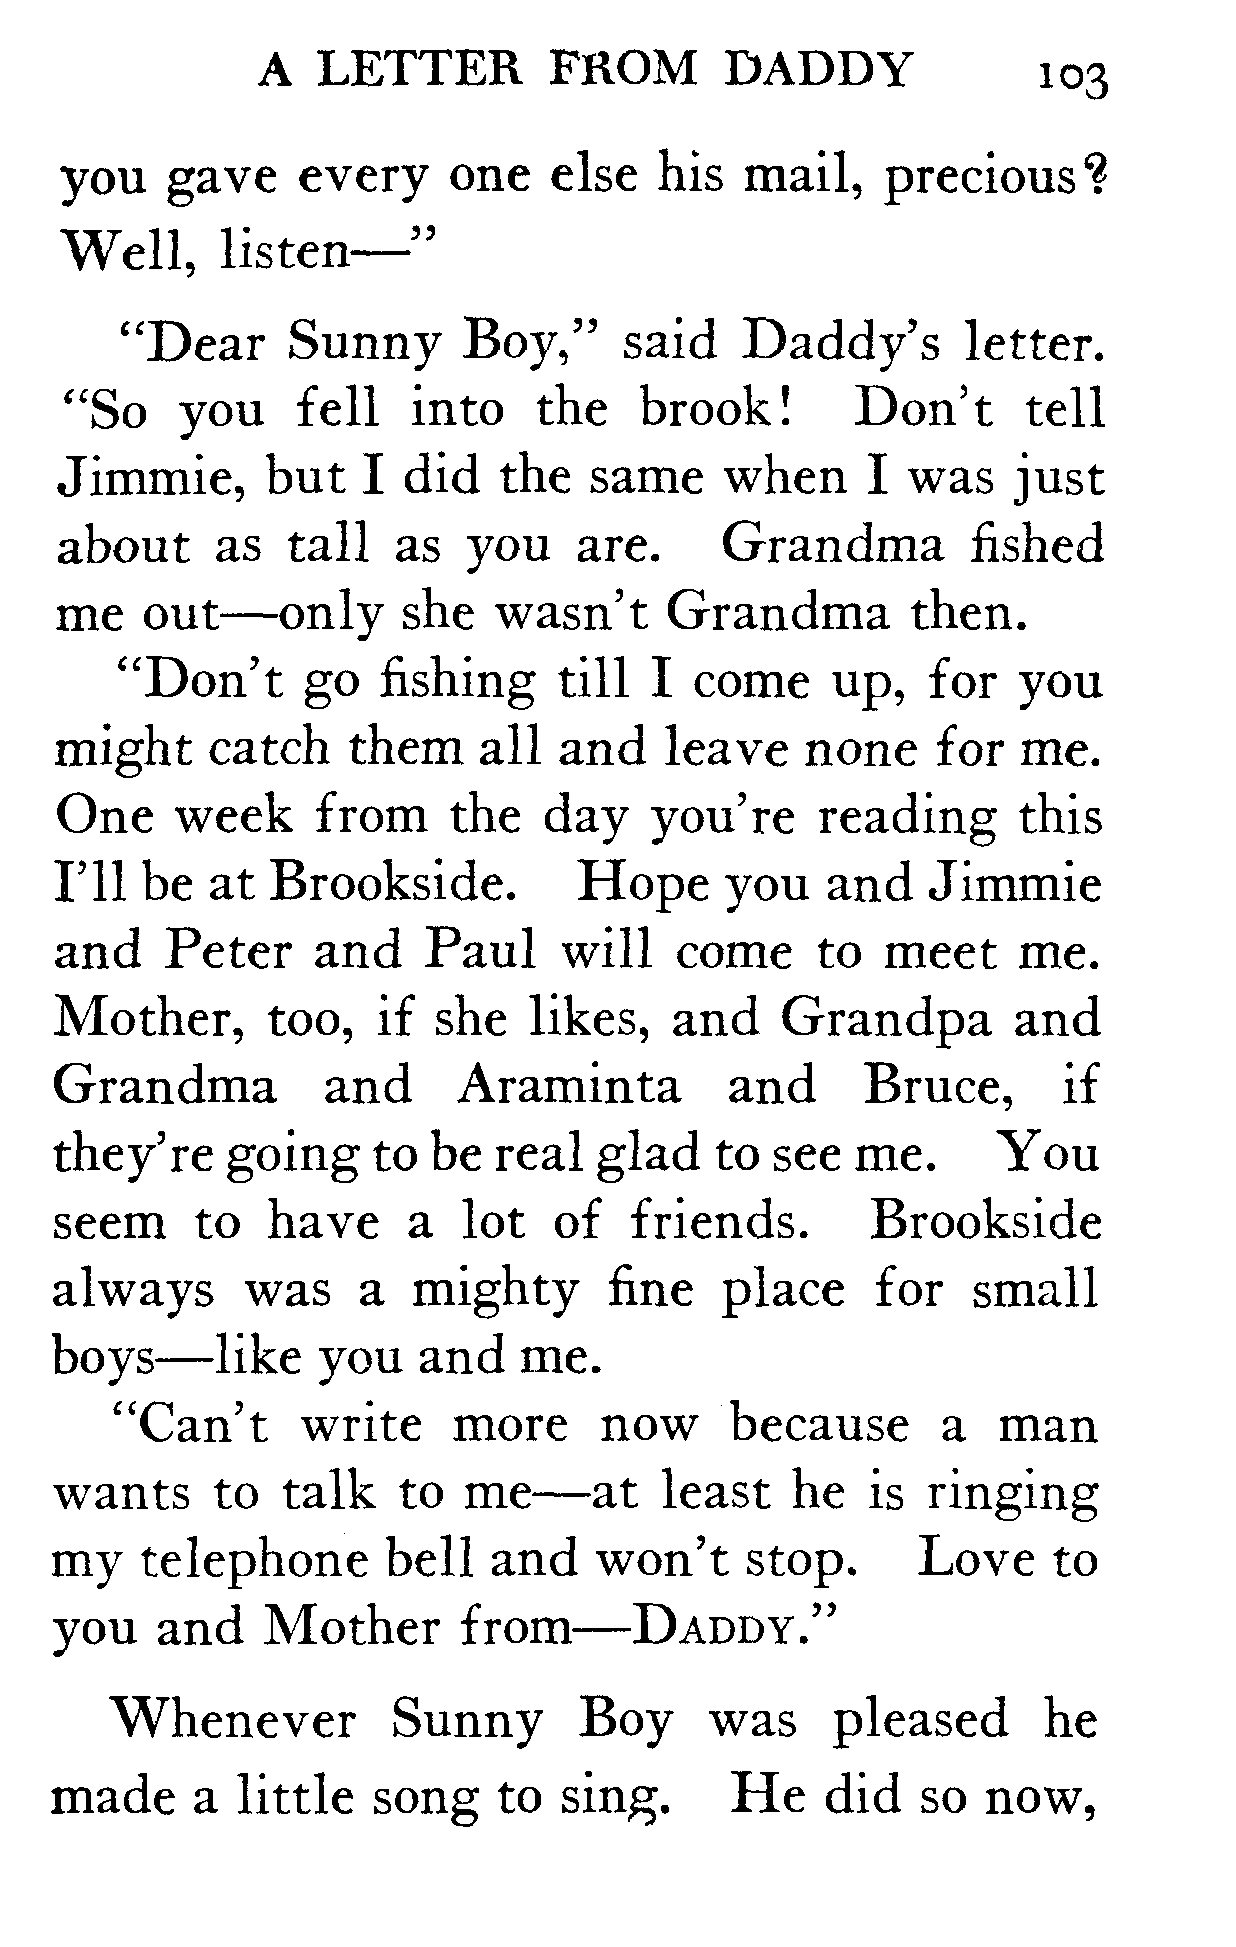 A LETTER FROM DADDY 103
you gave every one else his mail, precious?
Well, listen—”
“Dear Sunny Boy,” said Daddy’s letter.
“So you fell into the brook! Don’t tell
Jimmie, but I did the same when I was just
about as tall as you are. Grandma fished
me out—only she wasn’t Grandma then.
“Don’t go fishing till I come up, for you
might catch them all and leave none for me.
One week from the day you’re reading this
I’ll be at Brookside. Hope you and Jimmie
and Peter and Paul will come to meet me.
Mother, too, if she likes, and Grandpa and
Grandma and Araminta and Bruce, if
they’re going to be real glad to see me. You
seem to have a lot of friends. Brookside
always was a mighty fine place for small
boys—like you and me.
“Can’t write more now because a man
wants to talk to me—at least he is ringing
my telephone bell and won’t stop. Love to
you and Mother from—DADDY.”
Whenever Sunny Boy was pleased he
made a little song to sing. He did so now,